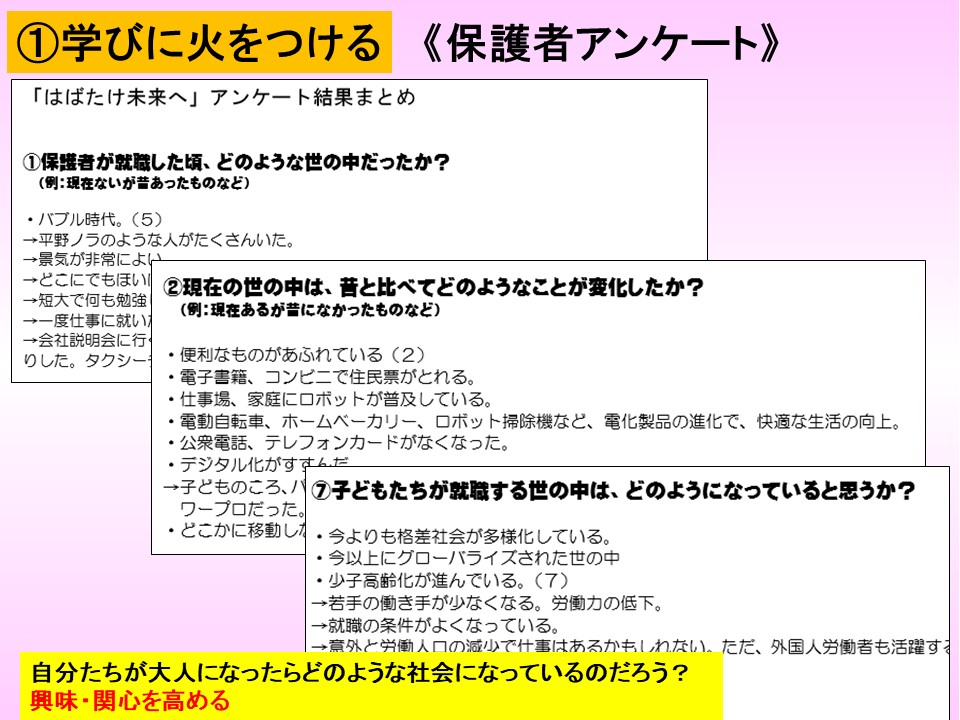 ①学びに火をつける 《保護者アンケート》
「はばたけ未来へ」アンケート結果まとめ
①保護者が就職した頃、どのような世の中だったか？
（例：現在ないが昔あったものなど）
・バブル時代。（５）
→平野ノラのような人がたくさんいた。
→景気が非常によい
→どこにでもほい
→短大で何も勉強
→一度仕事に就い
→会社説明会に行
りした。タクシー
②現在の世の中は、昔と比べてどのようなことが変化したか？
（例：現在あるが昔になかったものなど）
・便利なものがあふれている（２）
・電子書籍、コンビニで住民票がとれる。
・仕事場、家庭にロボットが普及している。
・電動自転車、ホームベーカリー、ロボット掃除機など、電化製品の進化で、快適な生活の向上。
・公衆電話、テレフォンカードがなくなった。
・デジタル化がすすんだ
→子どものころ、
ワープロだった。
・どこかに移動し
⑦子どもたちが就職する世の中は、どのようになっていると思うか？
・今よりも格差社会が多様化している。
・今以上にグローバライズされた世の中
・少子高齢化が進んでいる。（７）
→若手の働き手が少なくなる。労働力の低下。
→就職の条件がよくなっている。
→意外と労働人口の減少で仕事はあるかもしれない。ただ、外国人労働者も活躍する
自分たちが大人になったらどのような社会になっているのだろう？
興味・関心を高める